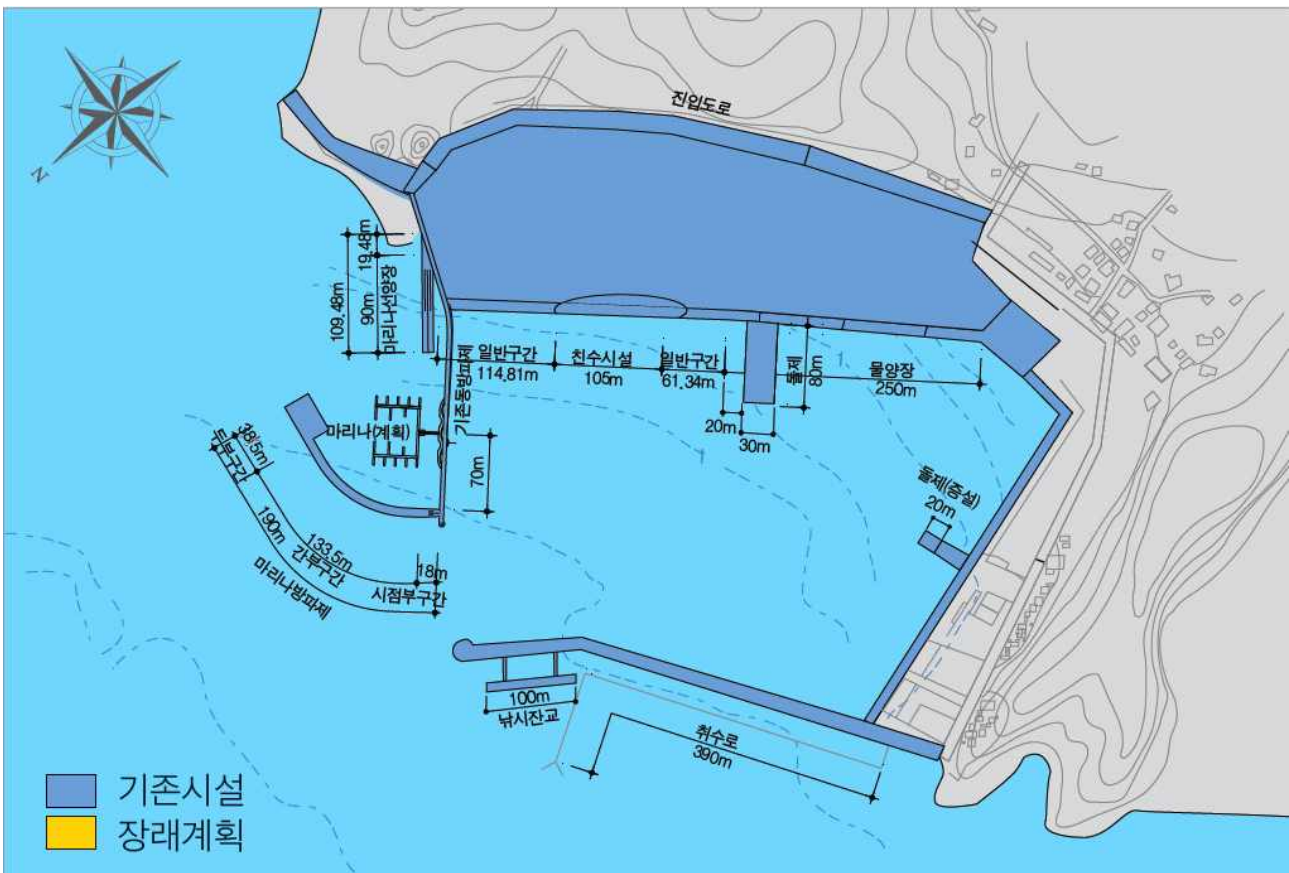 진입도로
N
109.48m
19.48m
90m
마리나선양장
기존동방파제
일반구간
114.81m
친수시설
105m
일반구간
61.34m
돌제
80m
물양장
250m
20m
30m
마리나(계획)
70m
돌제(증설)
20m
두부구간
38.5m
190m
마리나방파제
133.5m
간부구간
18m
시점부구간
100m
낚시잔교
취수로
390m
기존시설
장래계획